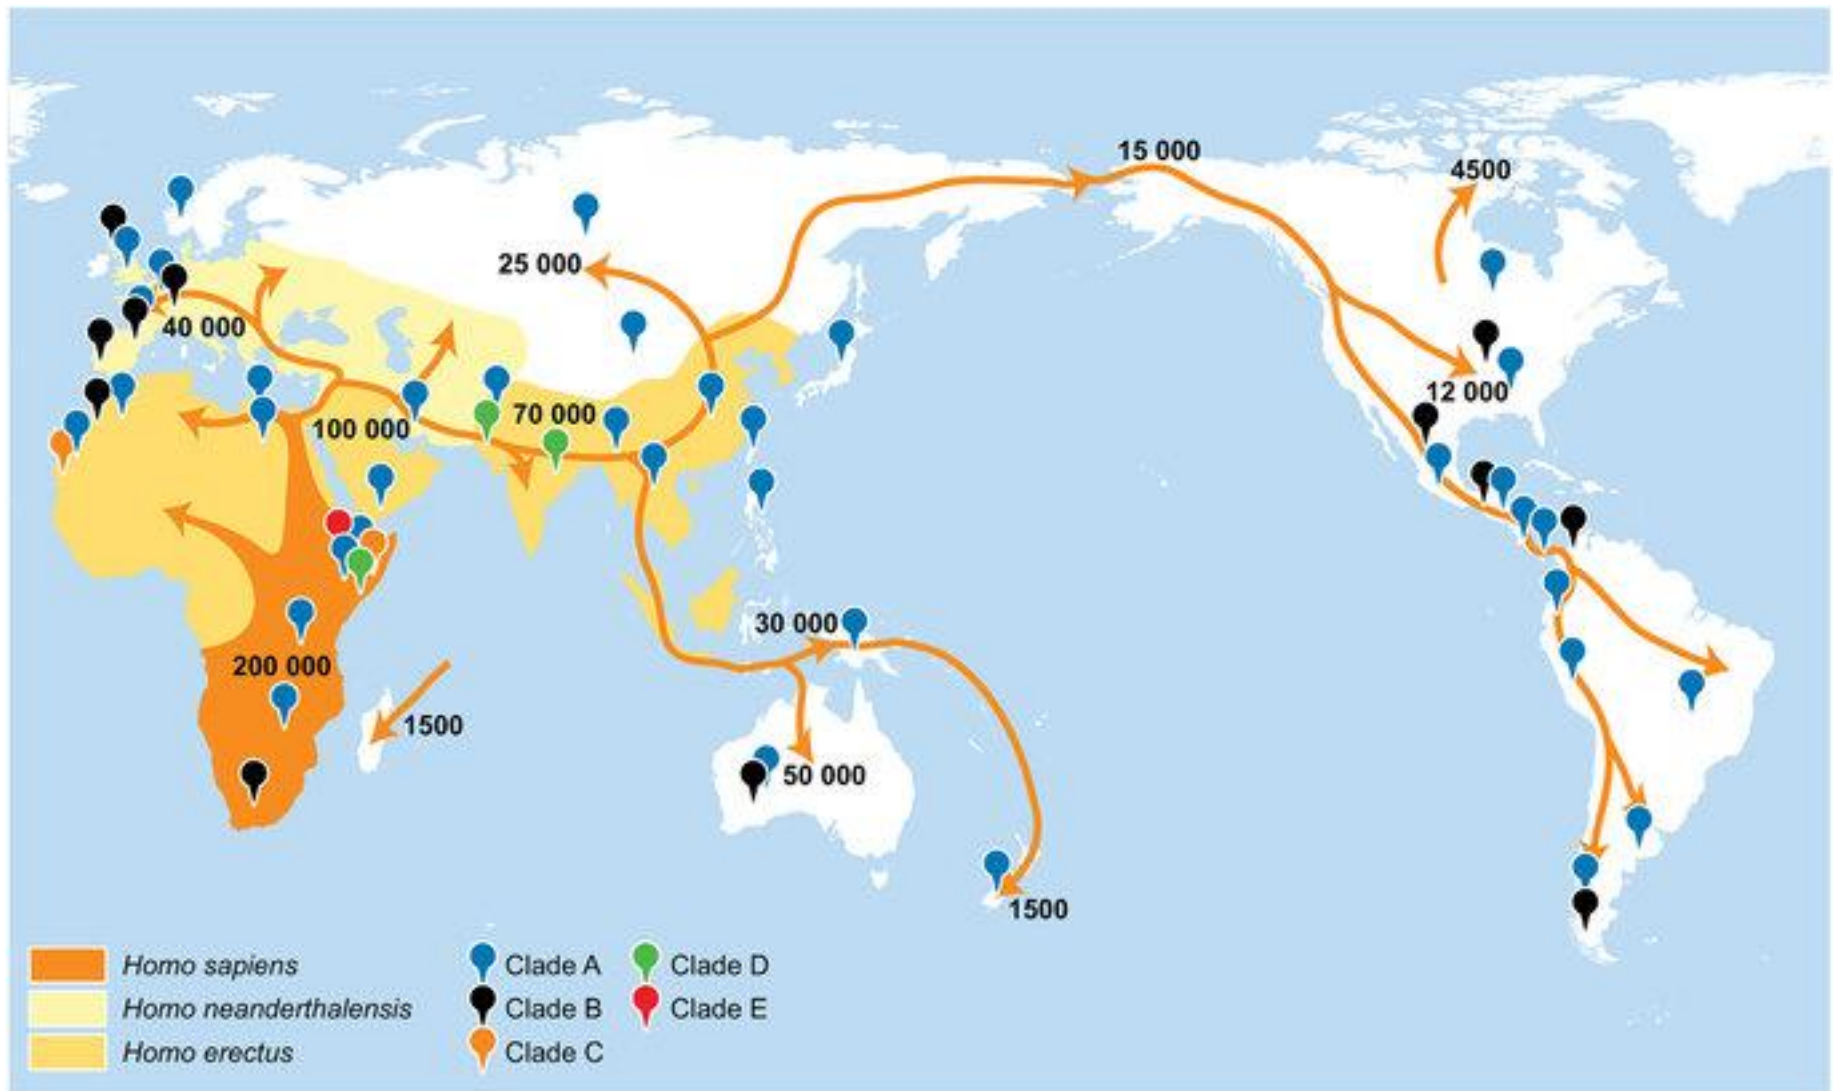 15 000
4500
25 000
40 000
12 000
70 000
100 000
30 000
200 000
1500
50 000
1500
Homo sapiens
Homo neanderthalensis
Homo erectus
Clade A
Clade B
Clade C
Clade D
Clade E